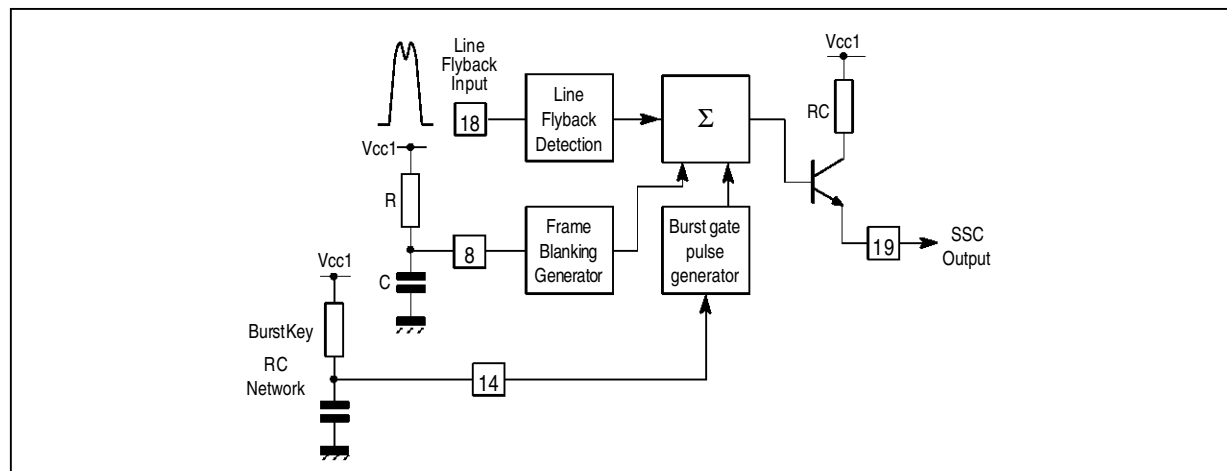 Line
Flyback
Input
18
Line
Flyback
Detection
Σ
Vcc1
RC
Vcc1
R
C
8
Frame
Blanking
Generator
Burst gate
pulse
generator
19
SSC
Output
Vcc1
BurstKey
RC
Network
14